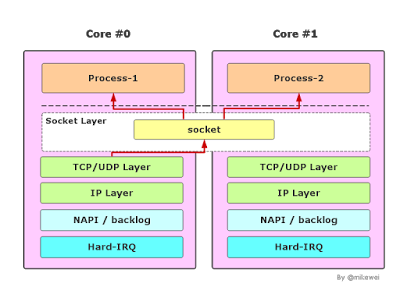 Core #0
Core #1
Process-1
Process-2
Socket Layer
socket
TCP/UDP Layer
TCP/UDP Layer
IP Layer
IP Layer
NAPI / backlog
NAPI / backlog
Hard-IRQ
Hard-IRQ
By @mikewei